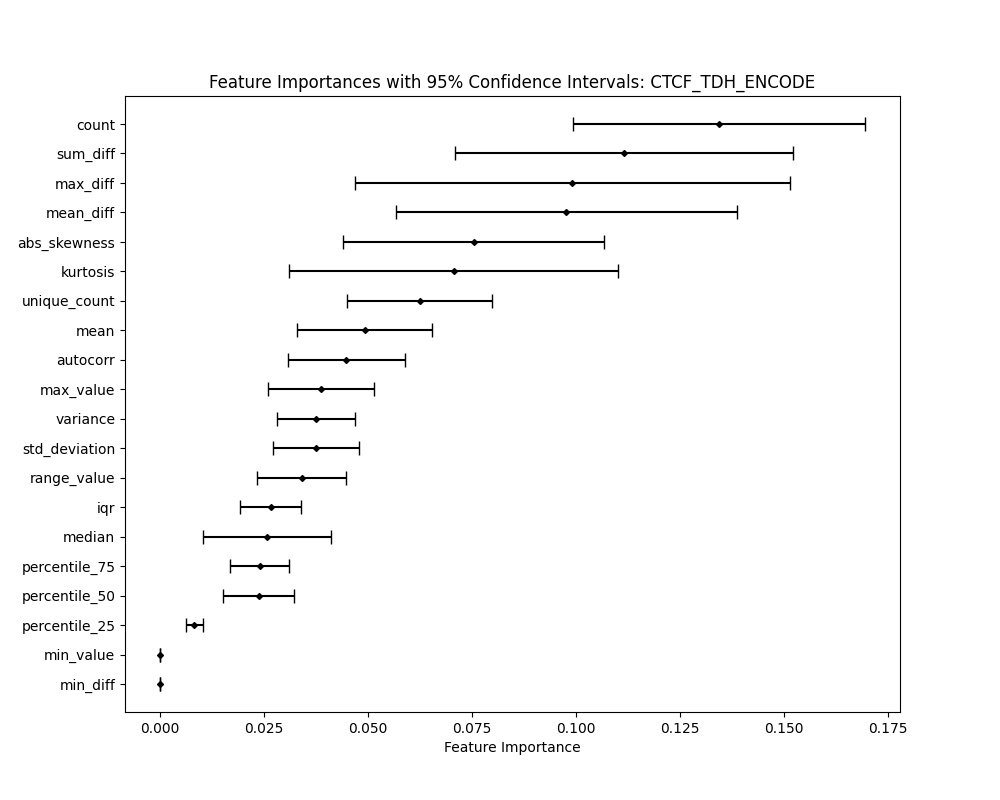 Feature Importances with 95% Confidence Intervals: CTCF_TDH_ENCODE
count
sum_diff
max_diff
mean_diff
abs_skewness
kurtosis
unique_count
mean
autocorr
max_value
variance
std_deviation
range_value
iqr
median
percentile_75
percentile_50
percentile_25
min_value
min_diff
0.000 0.025 0.050 0.075 0.100 0.125 0.150 0.175
Feature Importance